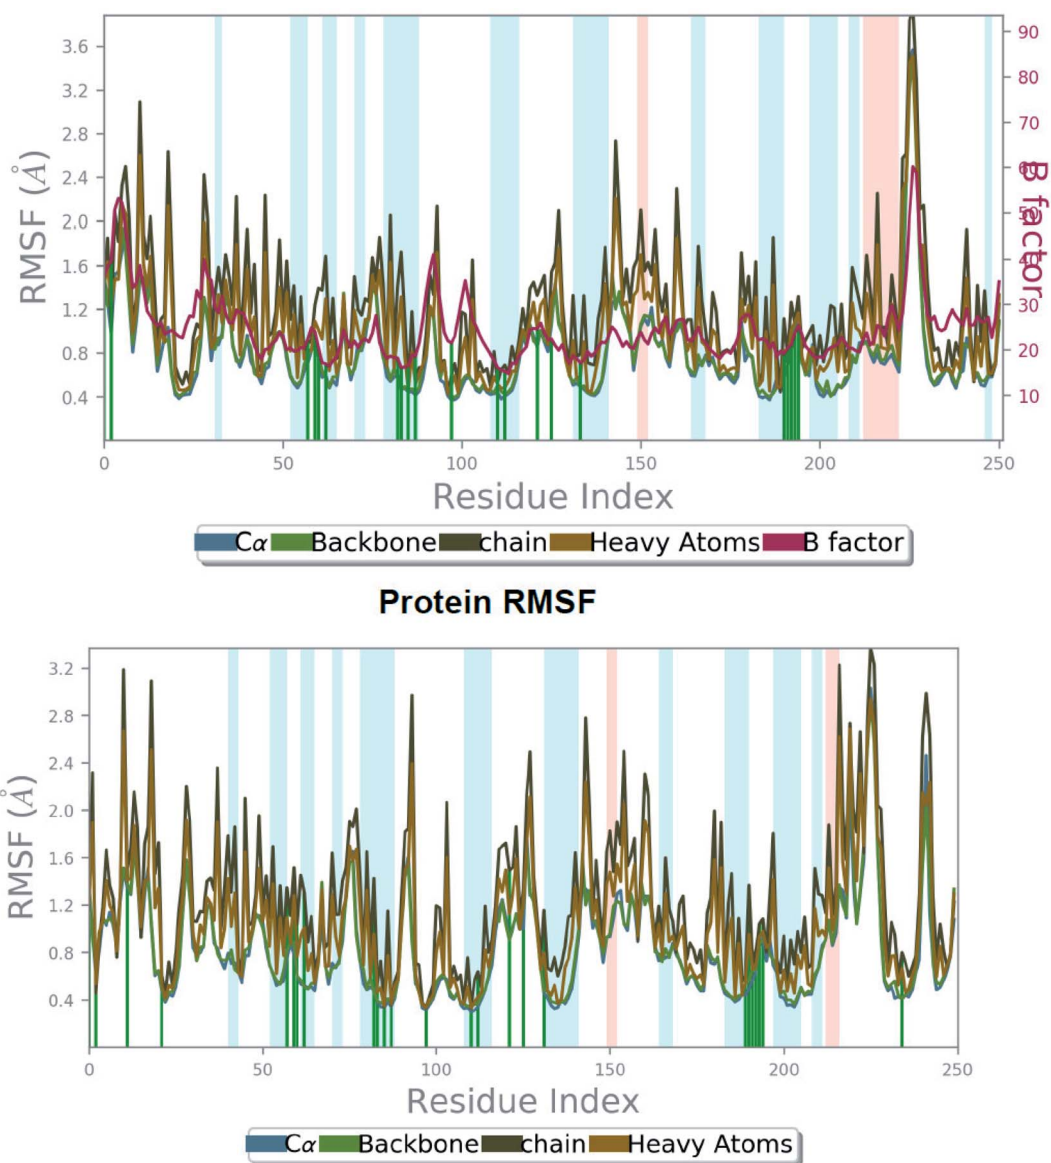 3.6
3.2
2.8
2.4
2.0
1.6
1.2
0.8
0.4
RMSF (Å)
90
80
70
60
50
40
30
20
10
B factor
0 50 100 150 200 250
Residue Index
Cα Backbone chain Heavy Atoms B factor
Protein RMSF
3.2
2.8
2.4
2.0
1.6
1.2
0.8
0.4
RMSF (Å)
0 50 100 150 200 250
Residue Index
Cα Backbone chain Heavy Atoms